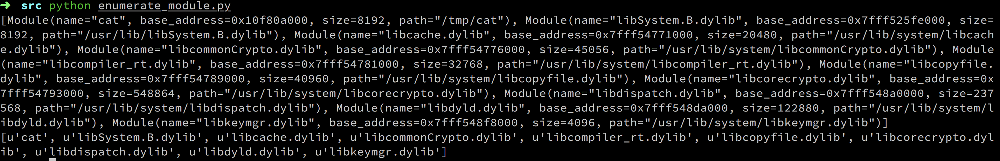 ➜  src python enumerate_module.py
[Module(name="cat", base_address=0x10f80a000, size=8192, path="/tmp/cat"), Module(name="libSystem.B.dylib", base_address=0x7fff525fe000, size=
8192, path="/usr/lib/libSystem.B.dylib"), Module(name="libcache.dylib", base_address=0x7fff54771000, size=20480, path="/usr/lib/system/libcach
e.dylib"), Module(name="libcommonCrypto.dylib", base_address=0x7fff54776000, size=45056, path="/usr/lib/system/libcommonCrypto.dylib"), Module
(name="libcompiler_rt.dylib", base_address=0x7fff54781000, size=32768, path="/usr/lib/system/libcompiler_rt.dylib"), Module(name="libcopyfile.
dylib", base_address=0x7fff54789000, size=40960, path="/usr/lib/system/libcopyfile.dylib"), Module(name="libcorecrypto.dylib", base_address=0x
7fff54793000, size=548864, path="/usr/lib/system/libcorecrypto.dylib"), Module(name="libdispatch.dylib", base_address=0x7fff548a0000, size=237
568, path="/usr/lib/system/libdispatch.dylib"), Module(name="libdyld.dylib", base_address=0x7fff548da000, size=122880, path="/usr/lib/system/l
ibdyld.dylib"), Module(name="libkeymgr.dylib", base_address=0x7fff548f8000, size=4096, path="/usr/lib/system/libkeymgr.dylib")]
[u'cat', u'libSystem.B.dylib', u'libcache.dylib', u'libcommonCrypto.dylib', u'libcompiler_rt.dylib', u'libcopyfile.dylib', u'libcorecrypto.dyl
ib', u'libdispatch.dylib', u'libdyld.dylib', u'libkeymgr.dylib']